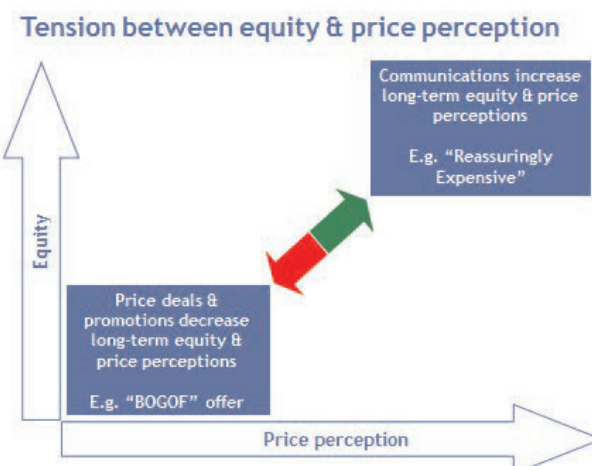 Tension between equity & price perception
Communications increase
long-term equity & price
perceptions
E.g. “Reassuringly
Expensive”
Equity
Price deals &
promotions decrease
long-term equity &
price perceptions
E.g. “BOGOF” offer
Price perception